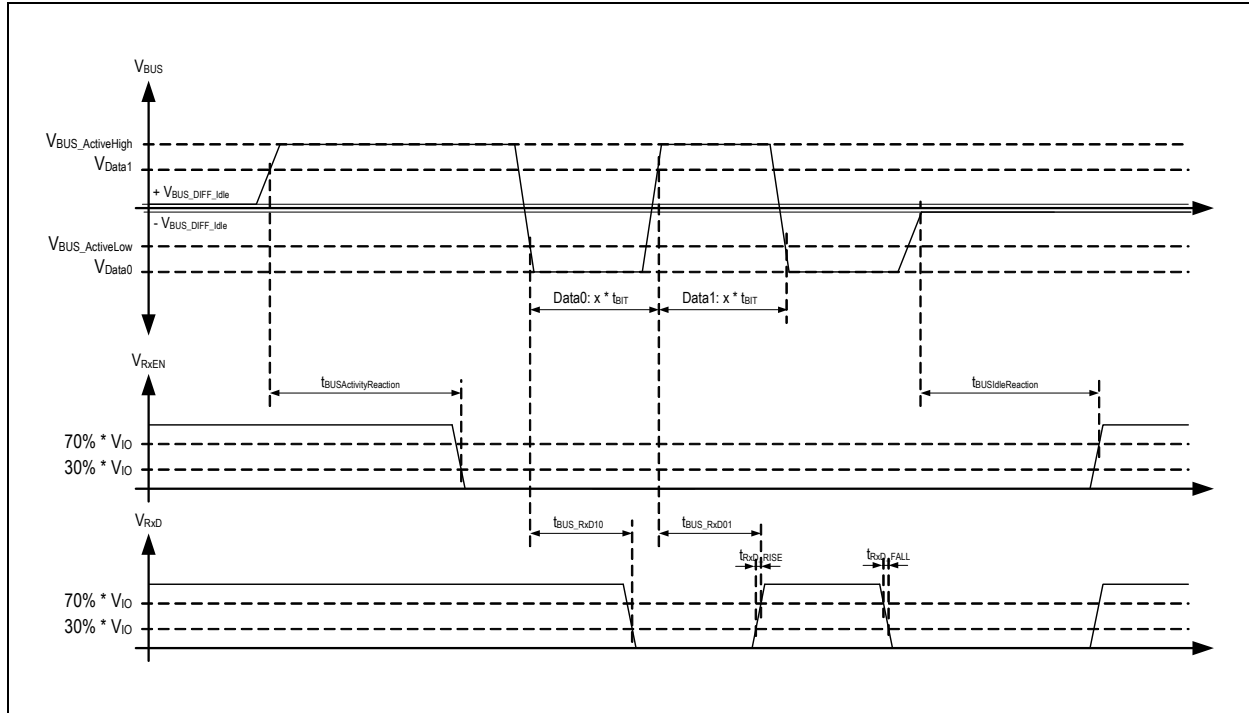 VBUS
VBUS_ActiveHigh
VData1
+ VBUS_DIFF_Idle
- VBUS_DIFF_Idle
VBUS_ActiveLow
VData0
Data0: x * tBIT
Data1: x * tBIT
VRxEN
tBUSActivityReaction
tBUSIdleReaction
70% * VIO
30% * VIO
VRxD
tBUS_RxD10
tBUS_RxD01
tRxD_RISE
tRxD_FALL
70% * VIO
30% * VIO